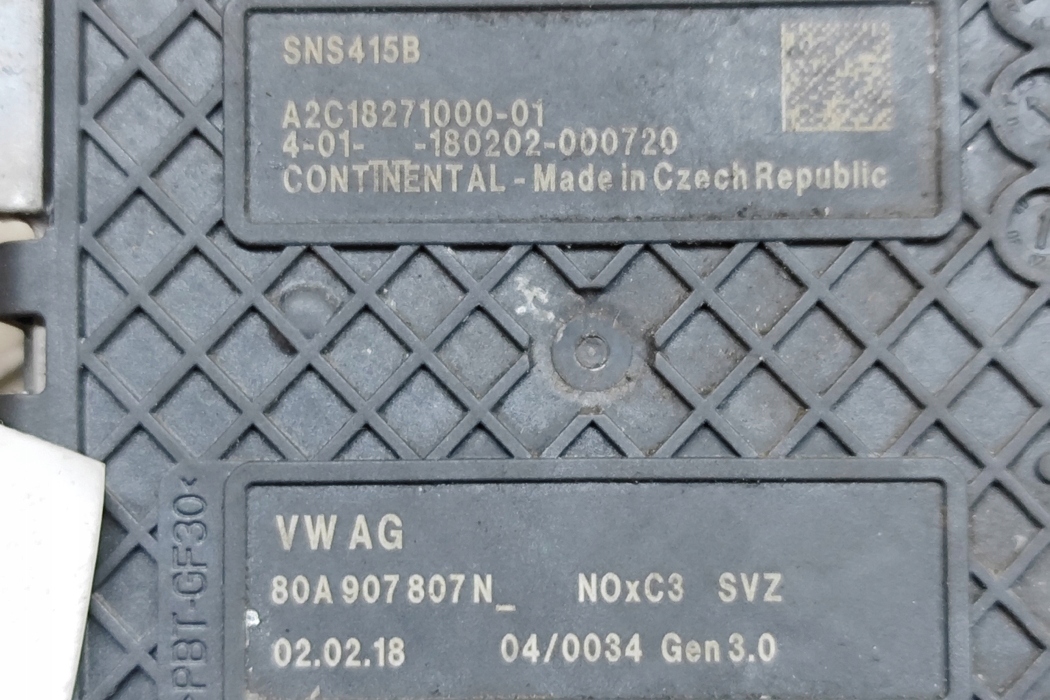 SNS415B
A2C18271000-01
4-01-__-180202-000720
CONTINENTAL - Made in Czech Republic
VW AG
80A 907 807 N_ NOxC3 SVZ
02.02.18 04/0034 Gen 3.0
>PBT-GF30<